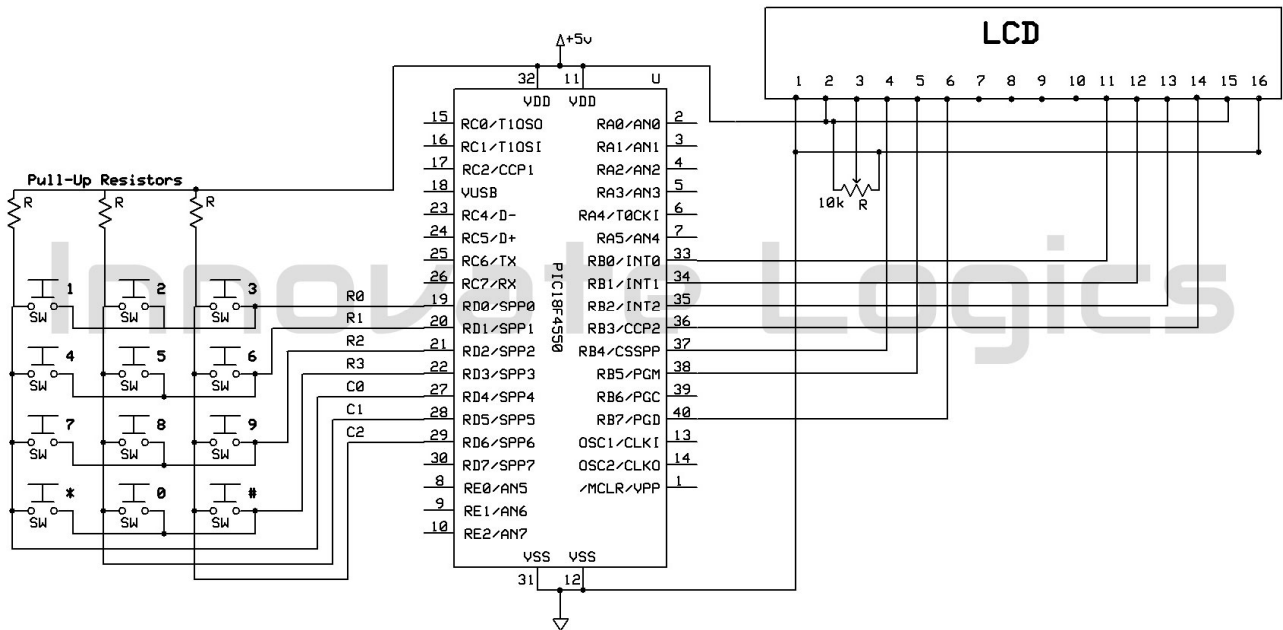 LCD
1 2 3 4 5 6 7 8 9 10 11 12 13 14 15 16
+5v
32 11 U
VDD VDD
15 RC0/T1OSO RA0/AN0 2
16 RC1/T1OSI RA1/AN1 3
17 RC2/CCP1 RA2/AN2 4
18 VUSB RA3/AN3 5
23 RC4/D- RA4/T0CKI 6
24 RC5/D+ RA5/AN4 7
25 RC6/TX RB0/INT0 33
26 RC7/RX RB1/INT1 34
19 RD0/SPP0 RB2/INT2 35
20 RD1/SPP1 RB3/CCP2 36
21 RD2/SPP2 RB4/CSSPP 37
22 RD3/SPP3 RB5/PGM 38
27 RD4/SPP4 RB6/PGC 39
28 RD5/SPP5 RB7/PGD 40
29 RD6/SPP6 OSC1/CLKI 13
30 RD7/SPP7 OSC2/CLKO 14
8 RE0/AN5 /MCLR/VPP 1
9 RE1/AN6
10 RE2/AN7
VSS VSS
31 12
PIC18F4550
10k R
Pull-Up Resistors
R R R
1 2 3
SW SW SW
4 5 6
SW SW SW
7 8 9
SW SW SW
* 0 #
SW SW SW
R0
R1
R2
R3
C0
C1
C2
Innovate Logics